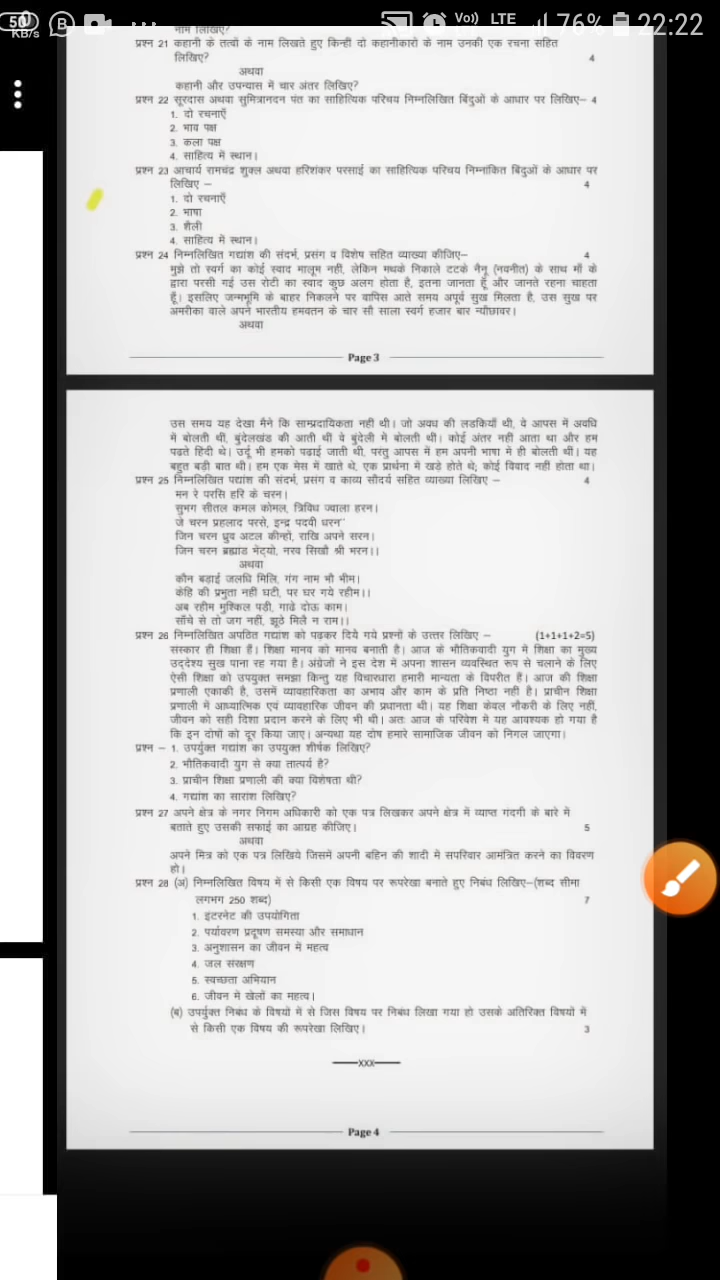 50 Vo)) LTE 76% 22:22
KB/s
नाम लिखिए?
प्रश्न 21 कहानी के तत्वों के नाम लिखते हुए किन्हीं दो कहानीकारों के नाम उनकी एक रचना सहित
लिखिए? 4
अथवा
कहानी और उपन्यास में चार अंतर लिखिए?
प्रश्न 22 सूरदास अथवा सुमित्रानदन पंत का साहित्यिक परिचय निम्नलिखित बिंदुओं के आधार पर लिखिए– 4
1. दो रचनाएँ
2. भाव पक्ष
3. कला पक्ष
4. साहित्य में स्थान।
प्रश्न 23 आचार्य रामचंद्र शुक्ल अथवा हरिशंकर परसाई का साहित्यिक परिचय निम्नांकित बिंदुओं के आधार पर
लिखिए – 4
1. दो रचनाएँ
2. भाषा
3. शैली
4. साहित्य में स्थान।
प्रश्न 24 निम्नलिखित गद्यांश की संदर्भ, प्रसंग व विशेष सहित व्याख्या कीजिए– 4
मुझे तो स्वर्ग का कोई स्वाद मालूम नहीं, लेकिन मथके निकाले टटके नैनू (नवनीत) के साथ माँ के
द्वारा परसी गई उस रोटी का स्वाद कुछ अलग होता है, इतना जानता हूँ और जानते रहना चाहता
हूँ। इसलिए जन्मभूमि के बाहर निकलने पर वापिस आते समय अपूर्व सुख मिलता है, उस सुख पर
अमरीका वाले अपने भारतीय हमवतन के चार सौ साला स्वर्ग हजार बार न्यौछावर।
अथवा
Page 3
उस समय यह देखा मैने कि साम्प्रदायिकता नही थी। जो अवध की लडकियाँ थी, वे आपस में अवधि
में बोलती थीं, बुंदेलखंड की आती थीं वे बुंदेली में बोलती थी। कोई अंतर नहीं आता था और हम
पढ़ते हिंदी थे। उर्दू भी हमको पढाई जाती थी, परंतु आपस में हम अपनी भाषा मे ही बोलती थी। यह
बहुत बडी बात थी। हम एक मेस में खाते थे, एक प्रार्थना में खडे होते थे; कोई विवाद नहीं होता था।
प्रश्न 25 निम्नलिखित पद्यांश की संदर्भ, प्रसंग व काव्य सौंदर्य सहित व्याख्या लिखिए – 4
मन रे परसि हरि के चरन।
सुभग सीतल कमल कोमल, त्रिविध ज्वाला हरन।
जे चरन प्रहलाद परसे, इन्द्र पदवी धरन¨
जिन चरन ध्रुव अटल कीन्हों, राखि अपने सरन।
जिन चरन ब्रह्माड भेंट्यो, नरव सिखौ श्री भरन।।
अथवा
कौन बड़ाई जलधि मिलि, गंग नाम भौ भीम।
केहि की प्रभुता नहीं घटी, पर घर गये रहीम।।
अब रहीम मुश्किल पडी, गाढ़े दोऊ काम।
साँचे से तो जग नहीं, झूठे मिलै न राम।।
प्रश्न 26 निम्नलिखित अपठित गद्यांश को पढ़कर दिये गये प्रश्नों के उत्तर लिखिए – (1+1+1+2=5)
संस्कार ही शिक्षा हैं। शिक्षा मानव को मानव बनाती है। आज के भौतिकवादी युग मे शिक्षा का मुख्य
उद्देश्य सुख पाना रह गया है। अंग्रेजों ने इस देश में अपना शासन व्यवस्थित रूप से चलाने के लिए
ऐसी शिक्षा को उपयुक्त समझा किन्तु यह विचारधारा हमारी मान्यता के विपरीत हैं। आज की शिक्षा
प्रणाली एकाकी है, उसमें व्यावहारिकता का अभाव और काम के प्रति निष्ठा नहीं है। प्राचीन शिक्षा
प्रणाली में आध्यात्मिक एवं व्यावहारिक जीवन की प्रधानता थी। यह शिक्षा केवल नौकरी के लिए नहीं,
जीवन को सही दिशा प्रदान करने के लिए भी थी। अतः आज के परिवेश मे यह आवश्यक हो गया है
कि इन दोषों को दूर किया जाए। अन्यथा यह दोष हमारे सामाजिक जीवन को निगल जाएगा।
प्रश्न – 1. उपर्युक्त गद्यांश का उपयुक्त शीर्षक लिखिए?
2. भौतिकवादी युग से क्या तात्पर्य है?
3. प्राचीन शिक्षा प्रणाली की क्या विशेषता थी?
4. गद्यांश का सारांश लिखिए?
प्रश्न 27 अपने क्षेत्र के नगर निगम अधिकारी को एक पत्र लिखकर अपने क्षेत्र में व्याप्त गंदगी के बारे में
बताते हुए उसकी सफाई का आग्रह कीजिए। 5
अथवा
अपने मित्र को एक पत्र लिखिये जिसमें अपनी बहिन की शादी में सपरिवार आमंत्रित करने का विवरण
हो।
प्रश्न 28 (अ) निम्नलिखित विषय में से किसी एक विषय पर रूपरेखा बनाते हुए निबंध लिखिए–(शब्द सीमा
लगभग 250 शब्द) 7
1. इंटरनेट की उपयोगिता
2. पर्यावरण प्रदूषण समस्या और समाधान
3. अनुशासन का जीवन में महत्व
4. जल संरक्षण
5. स्वच्छता अभियान
6. जीवन में खेलों का महत्व।
(ब) उपर्युक्त निबंध के विषयों में से जिस विषय पर निबंध लिखा गया हो उसके अतिरिक्त विषयों में
से किसी एक विषय की रूपरेखा लिखिए। 3
——xxx——
Page 4